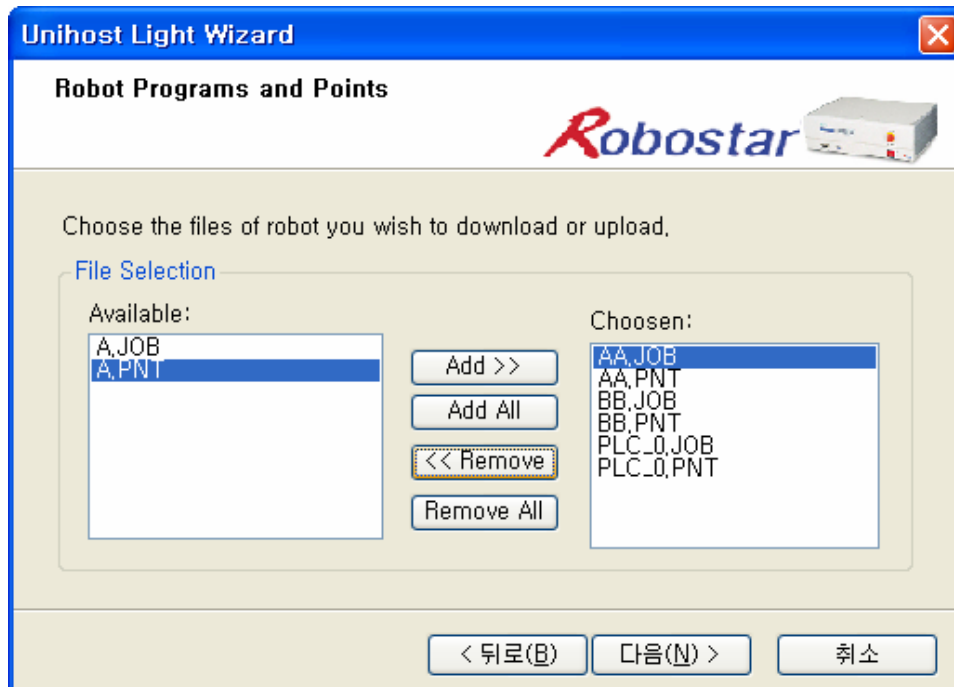 Unihost Light Wizard
Robot Programs and Points
Robostar
Choose the files of robot you wish to download or upload,
File Selection
Available:
A,JOB
A,PNT
Add >>
Add All
<< Remove
Remove All
Choosen:
AA,JOB
AA,PNT
BB,JOB
BB,PNT
PLC_0,JOB
PLC_0,PNT
< 뒤로(B)
다음(N) >
취소